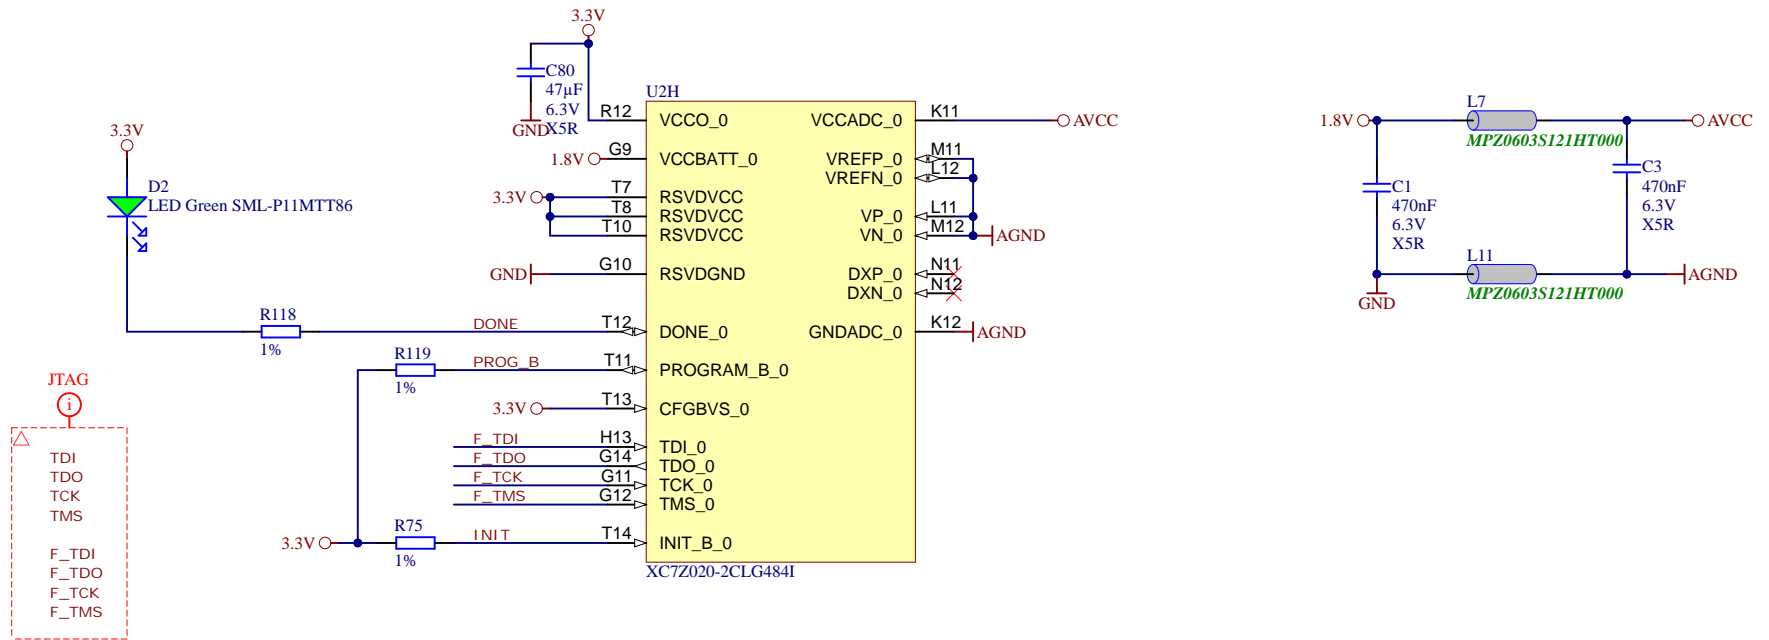 3.3V
C80
47µF
6.3V
X5R
GND
U2H
R12
VCCO_0
G9
1.8V
VCCBATT_0
3.3V
T7
RSVDVCC
T8
RSVDVCC
T10
RSVDVCC
GND
G10
RSVDGND
T12
DONE_0
T11
PROGRAM_B_0
3.3V
T13
CFGBVS_0
F_TDI
H13
TDI_0
F_TDO
G14
TDO_0
F_TCK
G11
TCK_0
F_TMS
G12
TMS_0
T14
INIT_B_0
XC7Z020-2CLG484I
VCCADC_0
K11
AVCC
VREFP_0
M11
VREFN_0
L12
VP_0
L11
VN_0
M12
AGND
DXP_0
N11
DXN_0
N12
GNDADC_0
K12
AGND
3.3V
D2
LED Green SML-P11MTT86
R118
1%
DONE
R119
1%
PROG_B
3.3V
R75
1%
INIT
JTAG
i
TDI
TDO
TCK
TMS
F_TDI
F_TDO
F_TCK
F_TMS
1.8V
L7
MPZ0603S121HT000
AVCC
C1
470nF
6.3V
X5R
C3
470nF
6.3V
X5R
L11
MPZ0603S121HT000
GND
AGND